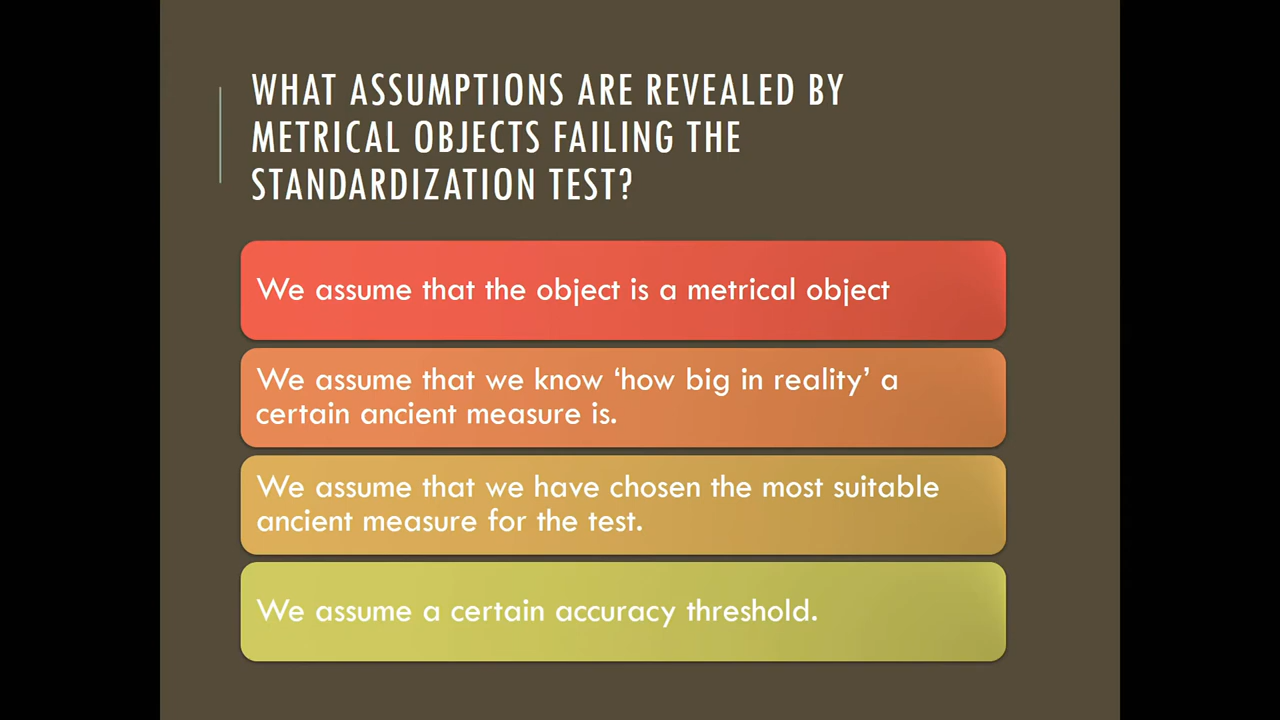 WHAT ASSUMPTIONS ARE REVEALED BY
METRICAL OBJECTS FAILING THE
STANDARDIZATION TEST?
We assume that the object is a metrical object
We assume that we know ‘how big in reality’ a
certain ancient measure is.
We assume that we have chosen the most suitable
ancient measure for the test.
We assume a certain accuracy threshold.